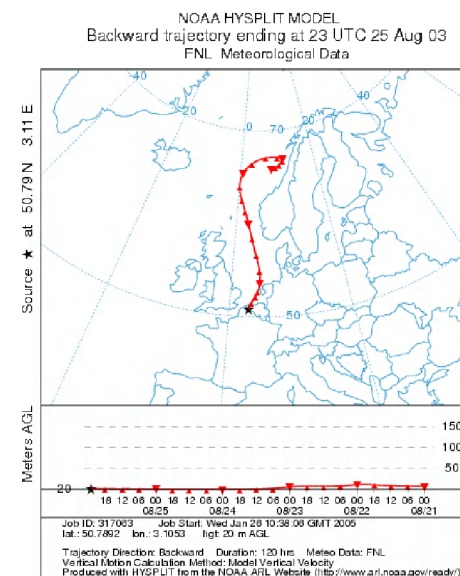 NOAA HYSPLIT MODEL
Backward trajectory ending at 23 UTC 25 Aug 03
FNL Meteorological Data
Source ★ at 50.79 N 3.11 E
-40
-20
0
70
20
40
60
50
Meters AGL
20
150
100
50
18 12 06 00 18 12 06 00 18 12 06 00 18 12 06 00 18 12 06 00
08/25 08/24 08/23 08/22 08/21
Job ID: 317063 Job Start: Wed Jan 26 10:38:06 GMT 2005
lat.: 50.7892 lon.: 3.1053 hgt: 20 m AGL
Trajectory Direction: Backward Duration: 120 hrs Meteo Data: FNL
Vertical Motion Calculation Method: Model Vertical Velocity
Produced with HYSPLIT from the NOAA ARL Website (http://www.arl.noaa.gov/ready/)